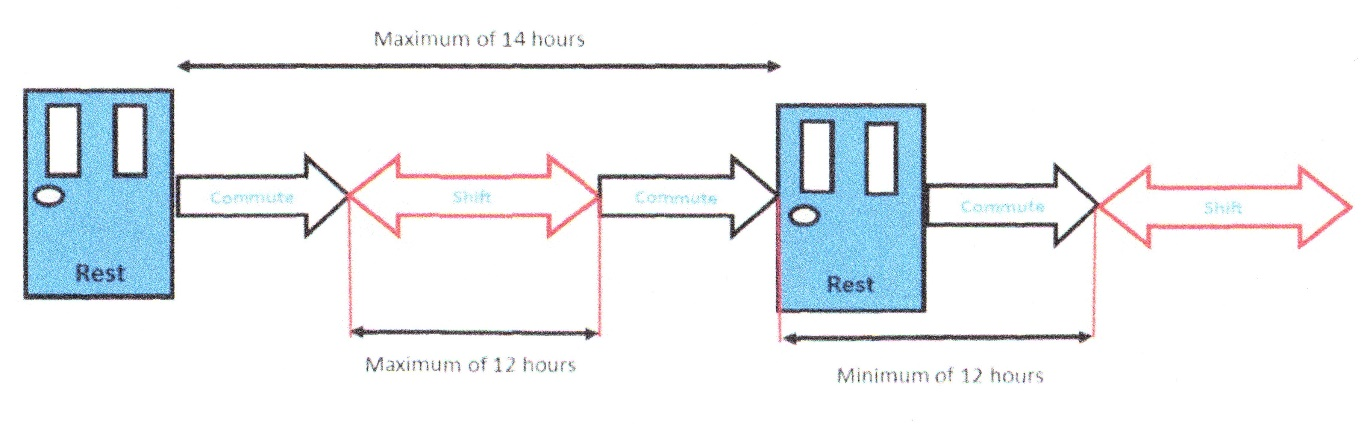 Maximum of 14 hours
Commute
Shift
Commute
Commute
Shift
Rest
Rest
Maximum of 12 hours
Minimum of 12 hours